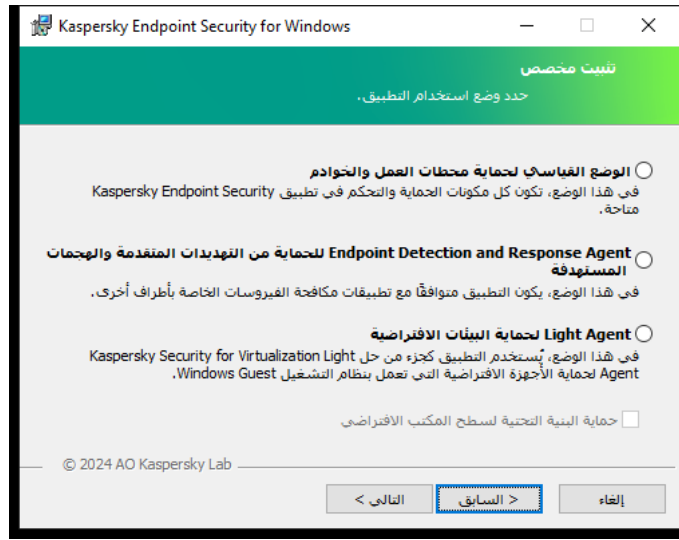 Kaspersky Endpoint Security for Windows
تثبيت مخصص
حدد وضع استخدام التطبيق.
الوضع القياسي لحماية محطات العمل والخوادم
في هذا الوضع، تكون كل مكونات الحماية والتحكم في تطبيق Kaspersky Endpoint Security
متاحة.
Endpoint Detection and Response Agent للحماية من التهديدات المتقدمة والهجمات
المستهدفة
في هذا الوضع، يكون التطبيق متوافقًا مع تطبيقات مكافحة الفيروسات الخاصة بأطراف أخرى.
Light Agent لحماية البيئات الافتراضية
في هذا الوضع، يُستخدم التطبيق كجزء من حل Kaspersky Security for Virtualization Light
Agent لحماية الأجهزة الافتراضية التي تعمل بنظام التشغيل Windows Guest.
حماية البنية التحتية لسطح المكتب الافتراضي
© 2024 AO Kaspersky Lab
إلغاء
< السابق
التالي >